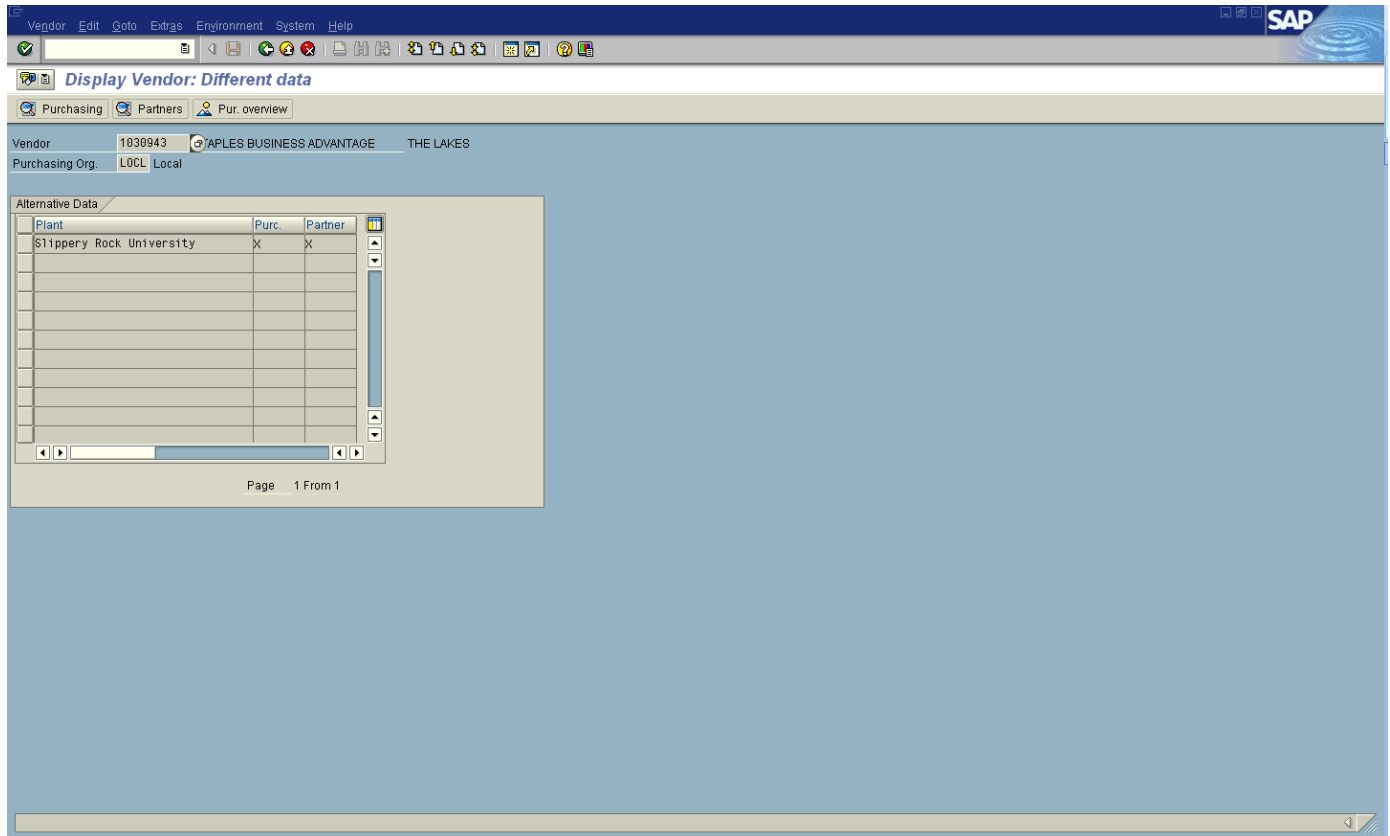 Vendor Edit Goto Extras Environment System Help
SAP
Display Vendor: Different data
Purchasing Partners Pur. overview
Vendor 1030943 TAPLES BUSINESS ADVANTAGE THE LAKES
Purchasing Org. LOCL Local
Alternative Data
Plant Purc. Partner
Slippery Rock University X X
Page 1 From 1